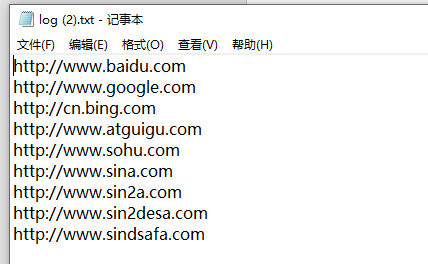 log (2).txt - 记事本
文件(F) 编辑(E) 格式(O) 查看(V) 帮助(H)
http://www.baidu.com
http://www.google.com
http://cn.bing.com
http://www.atguigu.com
http://www.sohu.com
http://www.sina.com
http://www.sin2a.com
http://www.sin2desa.com
http://www.sindsafa.com